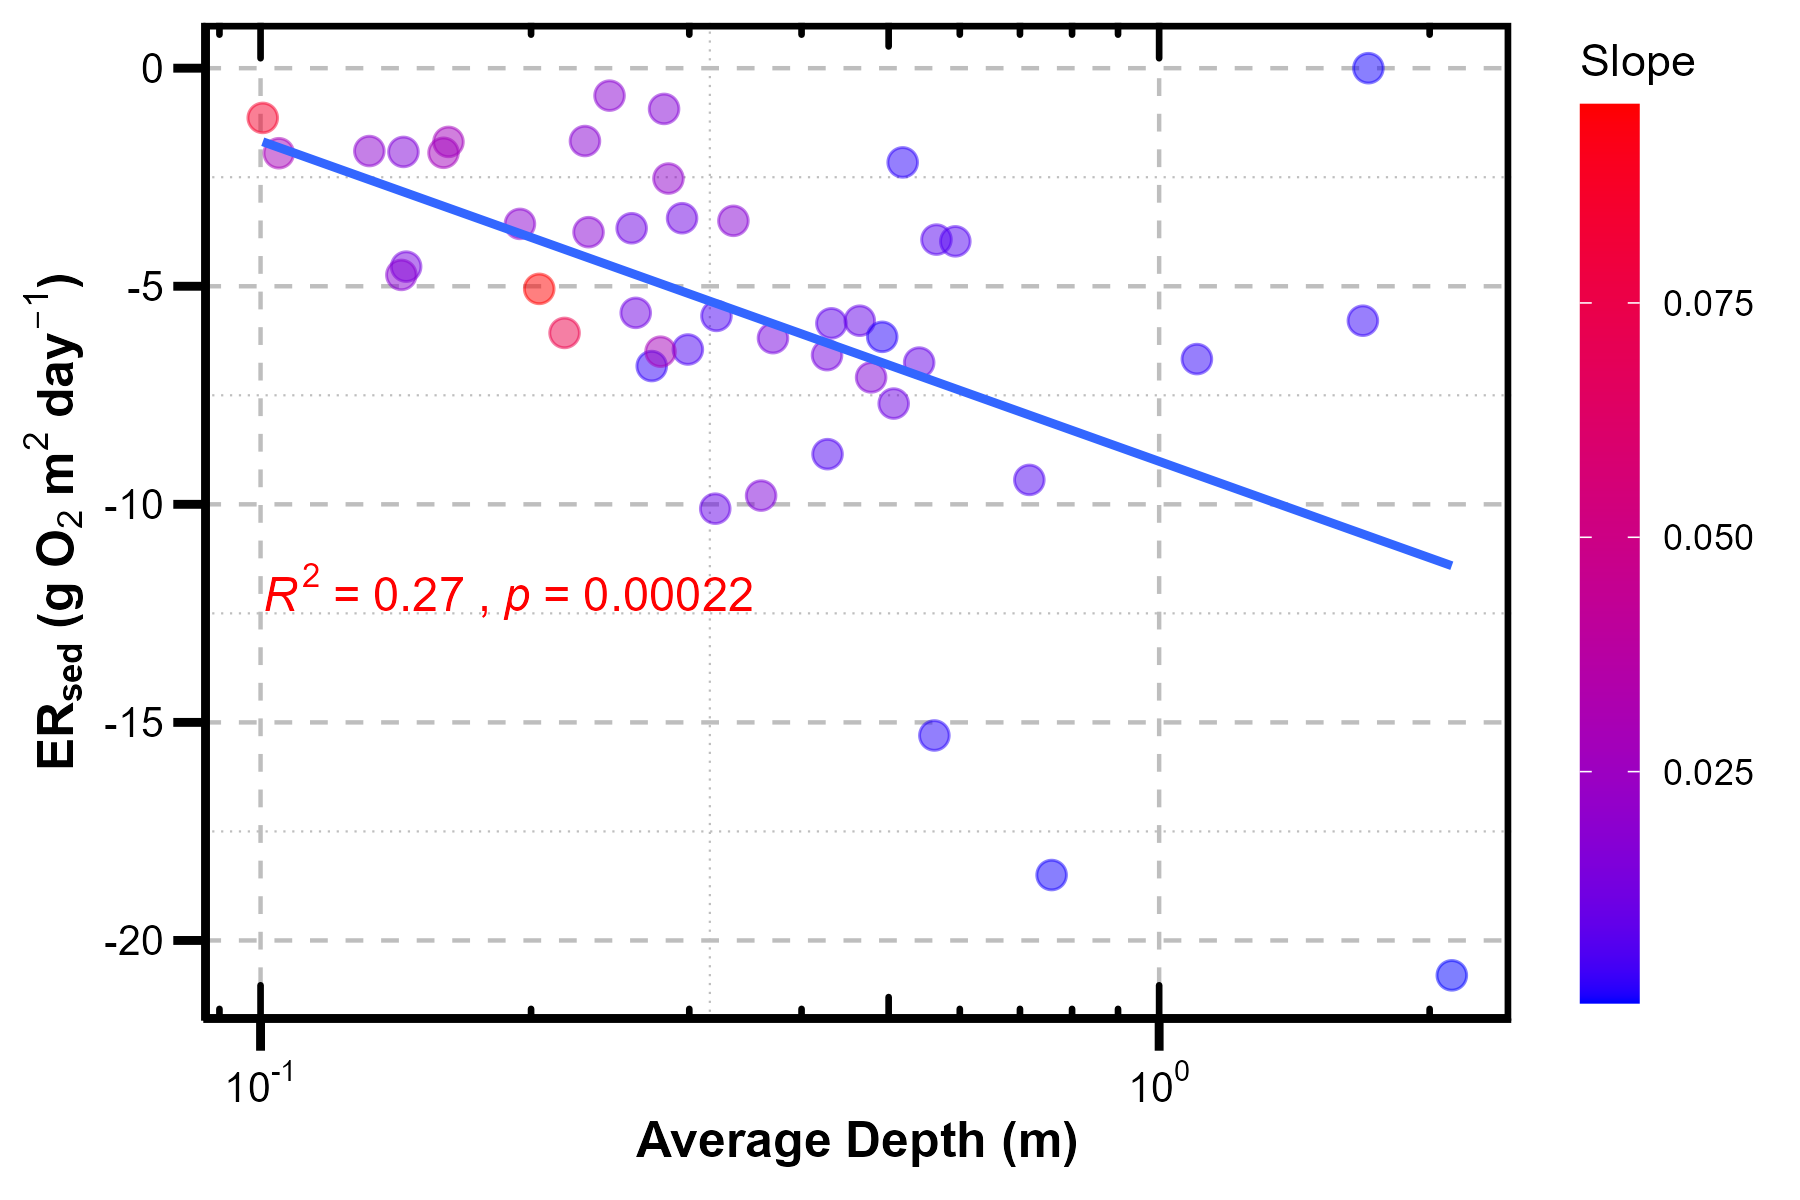 Slope
0
-5
-10
-15
-20
ER_sed (g O₂ m² day⁻¹)
R² = 0.27 , p = 0.00022
10⁻¹
10⁰
Average Depth (m)
0.075
0.050
0.025